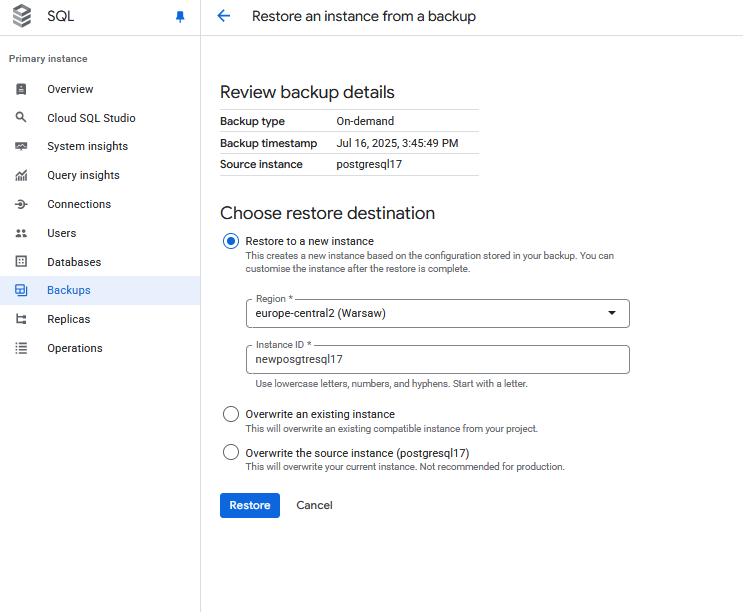 SQL
Restore an instance from a backup
Primary instance
Overview
Cloud SQL Studio
System insights
Query insights
Connections
Users
Databases
Backups
Replicas
Operations
Review backup details
Backup type On-demand
Backup timestamp Jul 16, 2025, 3:45:49 PM
Source instance postgresql17
Choose restore destination
Restore to a new instance
This creates a new instance based on the configuration stored in your backup. You can
customise the instance after the restore is complete.
Region *
europe-central2 (Warsaw)
Instance ID *
newposgtresql17
Use lowercase letters, numbers, and hyphens. Start with a letter.
Overwrite an existing instance
This will overwrite an existing compatible instance from your project.
Overwrite the source instance (postgresql17)
This will overwrite your current instance. Not recommended for production.
Restore Cancel